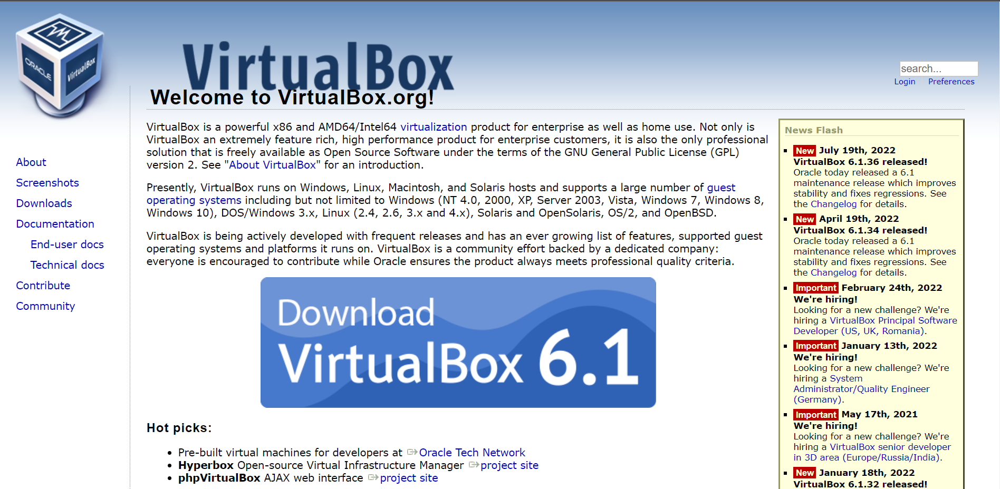 ORACLE
VirtualBox
VirtualBox
search...
Login Preferences
About
Screenshots
Downloads
Documentation
End-user docs
Technical docs
Contribute
Community
Welcome to VirtualBox.org!
VirtualBox is a powerful x86 and AMD64/Intel64 virtualization product for enterprise as well as home use. Not only is
VirtualBox an extremely feature rich, high performance product for enterprise customers, it is also the only professional
solution that is freely available as Open Source Software under the terms of the GNU General Public License (GPL)
version 2. See "About VirtualBox" for an introduction.
Presently, VirtualBox runs on Windows, Linux, Macintosh, and Solaris hosts and supports a large number of guest
operating systems including but not limited to Windows (NT 4.0, 2000, XP, Server 2003, Vista, Windows 7, Windows 8,
Windows 10), DOS/Windows 3.x, Linux (2.4, 2.6, 3.x and 4.x), Solaris and OpenSolaris, OS/2, and OpenBSD.
VirtualBox is being actively developed with frequent releases and has an ever growing list of features, supported guest
operating systems and platforms it runs on. VirtualBox is a community effort backed by a dedicated company:
everyone is encouraged to contribute while Oracle ensures the product always meets professional quality criteria.
Download
VirtualBox 6.1
Hot picks:
Pre-built virtual machines for developers at Oracle Tech Network
Hyperbox Open-source Virtual Infrastructure Manager project site
phpVirtualBox AJAX web interface project site
News Flash
New July 19th, 2022
VirtualBox 6.1.36 released!
Oracle today released a 6.1
maintenance release which improves
stability and fixes regressions. See
the Changelog for details.
New April 19th, 2022
VirtualBox 6.1.34 released!
Oracle today released a 6.1
maintenance release which improves
stability and fixes regressions. See
the Changelog for details.
Important February 24th, 2022
We're hiring!
Looking for a new challenge? We're
hiring a VirtualBox Principal Software
Developer (US, UK, Romania).
Important January 13th, 2022
We're hiring!
Looking for a new challenge? We're
hiring a System
Administrator/Quality Engineer
(Germany).
Important May 17th, 2021
We're hiring!
Looking for a new challenge? We're
hiring a VirtualBox senior developer
in 3D area (Europe/Russia/India).
New January 18th, 2022
VirtualBox 6.1.32 released!